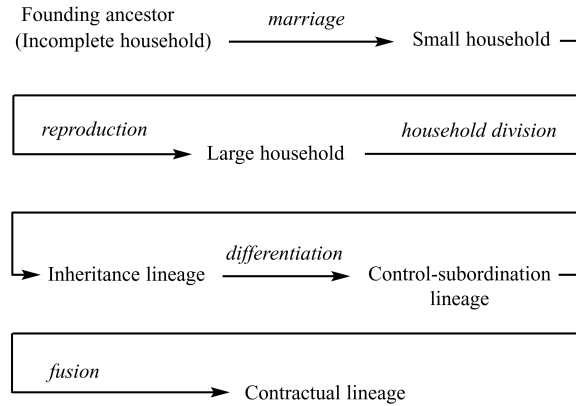 Founding ancestor
(Incomplete household)
marriage
Small household
reproduction
Large household
household division
Inheritance lineage
differentiation
Control-subordination
lineage
fusion
Contractual lineage